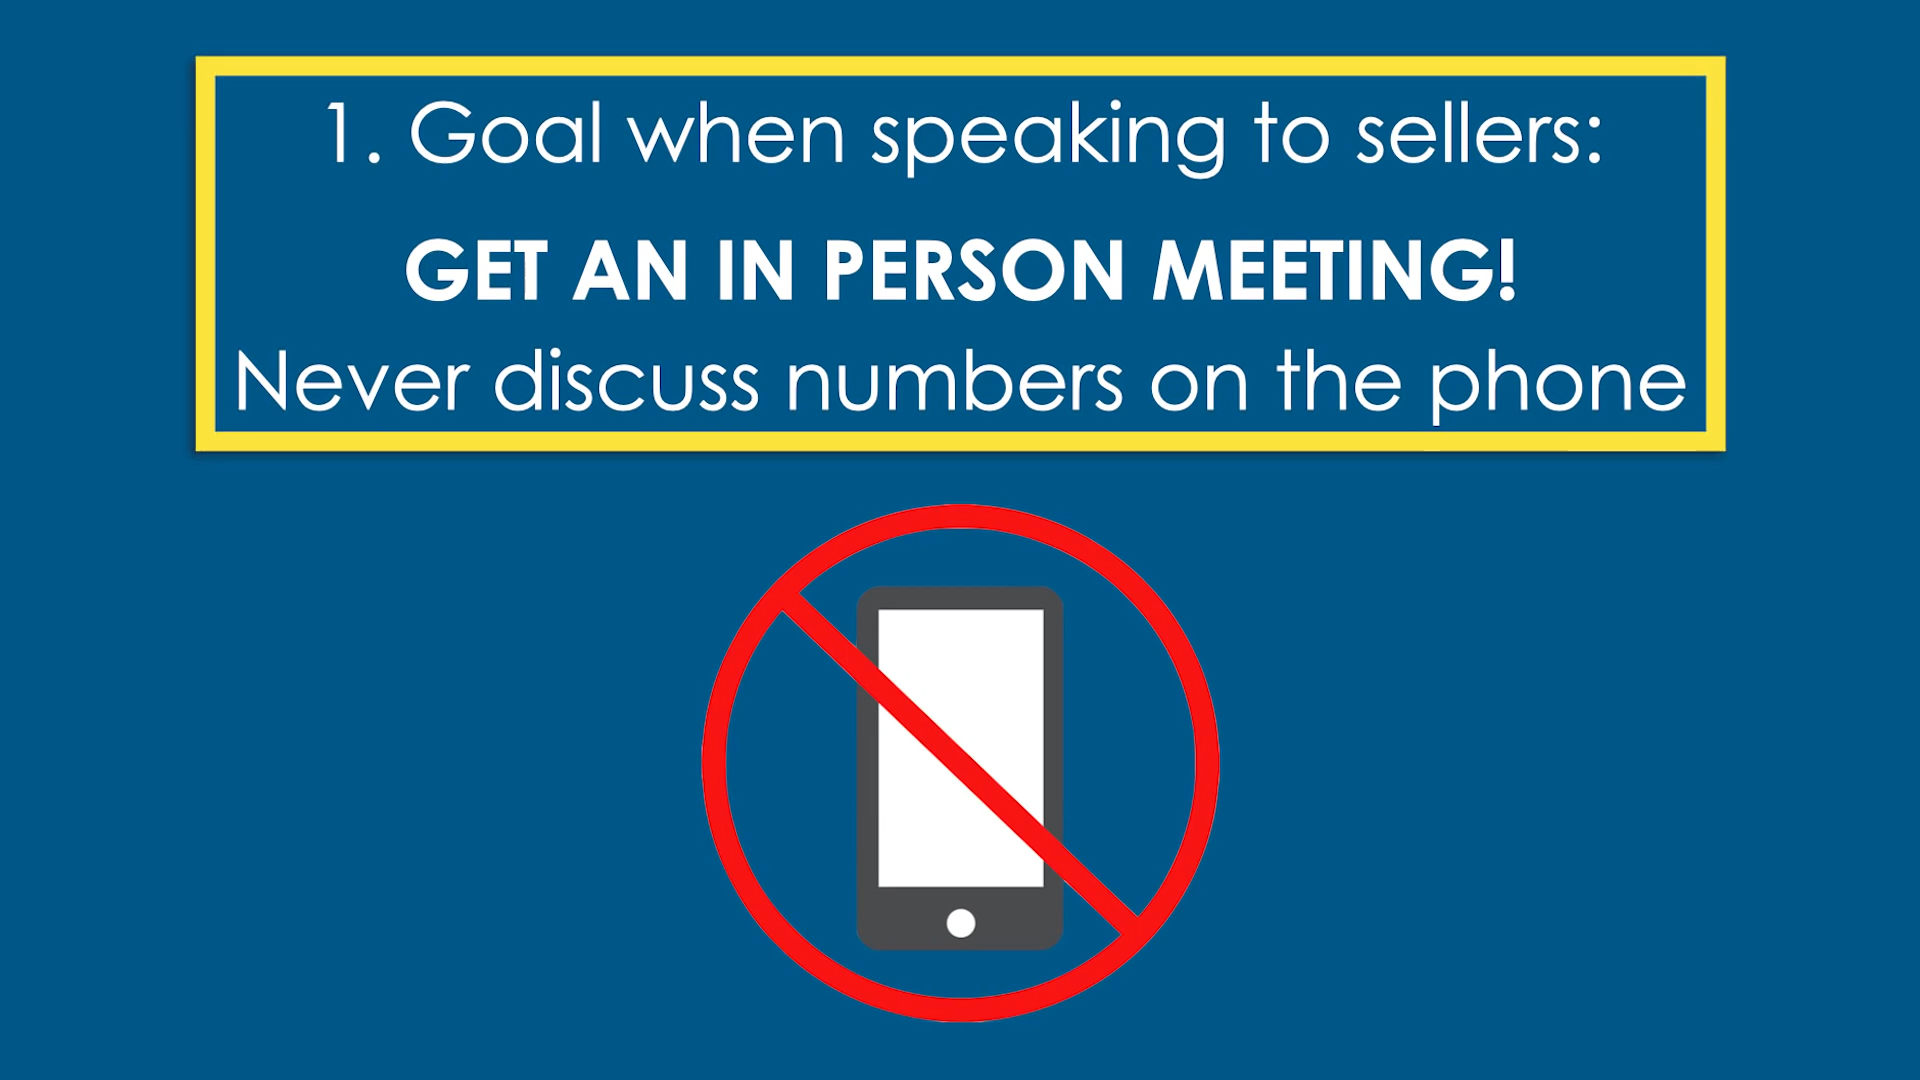 1. Goal when speaking to sellers:
GET AN IN PERSON MEETING!
Never discuss numbers on the phone